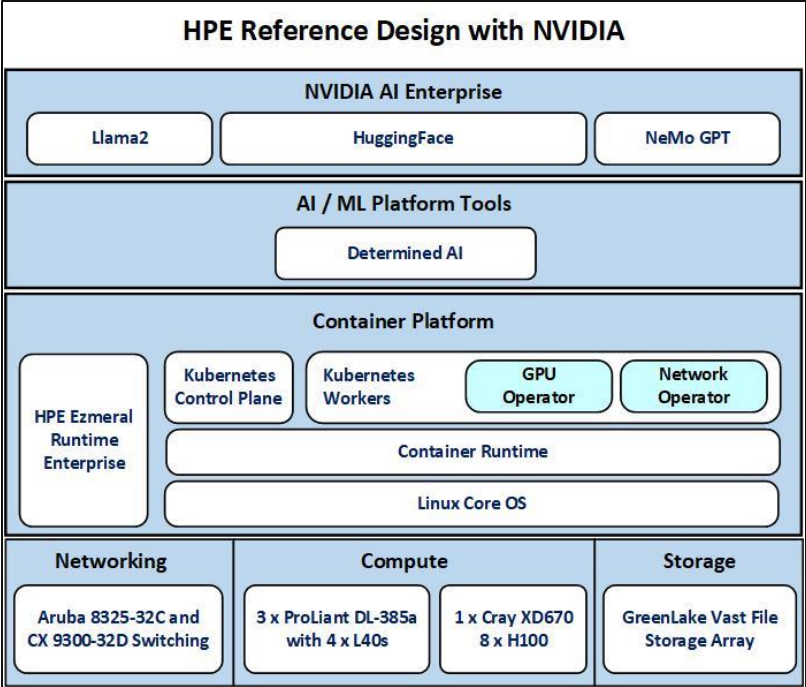 HPE Reference Design with NVIDIA
NVIDIA AI Enterprise
Llama2
HuggingFace
NeMo GPT
AI / ML Platform Tools
Determined AI
Container Platform
HPE Ezmeral
Runtime
Enterprise
Kubernetes
Control Plane
Kubernetes
Workers
GPU
Operator
Network
Operator
Container Runtime
Linux Core OS
Networking
Aruba 8325-32C and
CX 9300-32D Switching
Compute
3 x ProLiant DL-385a
with 4 x L40s
1 x Cray XD670
8 x H100
Storage
GreenLake Vast File
Storage Array